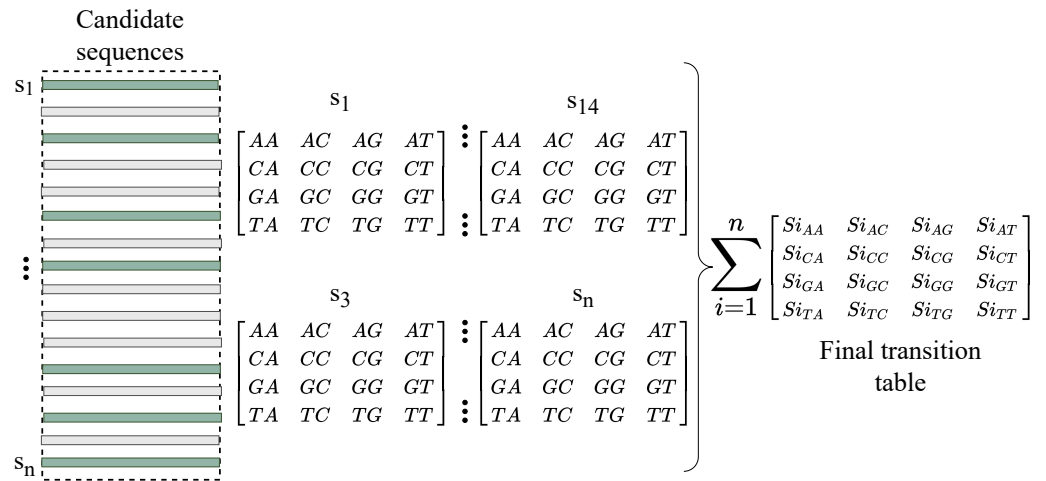 Candidate
sequences
s1
⋮
sn
s1
AA AC AG AT
CA CC CG CT
GA GC GG GT
TA TC TG TT
⋮
⋮
s14
AA AC AG AT
CA CC CG CT
GA GC GG GT
TA TC TG TT
s3
AA AC AG AT
CA CC CG CT
GA GC GG GT
TA TC TG TT
⋮
⋮
sn
AA AC AG AT
CA CC CG CT
GA GC GG GT
TA TC TG TT
n
∑
i=1
SiAA SiAC SiAG SiAT
SiCA SiCC SiCG SiCT
SiGA SiGC SiGG SiGT
SiTA SiTC SiTG SiTT
Final transition
table